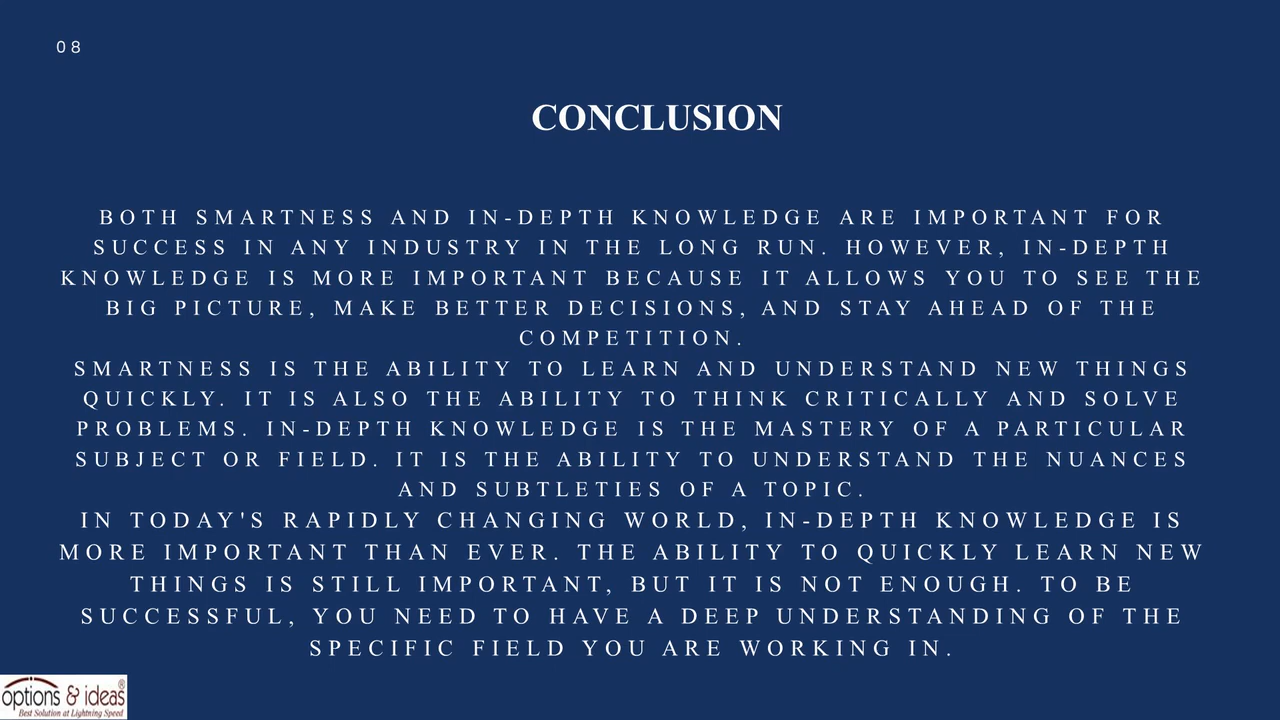 08
CONCLUSION
BOTH SMARTNESS AND IN-DEPTH KNOWLEDGE ARE IMPORTANT FOR
SUCCESS IN ANY INDUSTRY IN THE LONG RUN. HOWEVER, IN-DEPTH
KNOWLEDGE IS MORE IMPORTANT BECAUSE IT ALLOWS YOU TO SEE THE
BIG PICTURE, MAKE BETTER DECISIONS, AND STAY AHEAD OF THE
COMPETITION.
SMARTNESS IS THE ABILITY TO LEARN AND UNDERSTAND NEW THINGS
QUICKLY. IT IS ALSO THE ABILITY TO THINK CRITICALLY AND SOLVE
PROBLEMS. IN-DEPTH KNOWLEDGE IS THE MASTERY OF A PARTICULAR
SUBJECT OR FIELD. IT IS THE ABILITY TO UNDERSTAND THE NUANCES
AND SUBTLETIES OF A TOPIC.
IN TODAY'S RAPIDLY CHANGING WORLD, IN-DEPTH KNOWLEDGE IS
MORE IMPORTANT THAN EVER. THE ABILITY TO QUICKLY LEARN NEW
THINGS IS STILL IMPORTANT, BUT IT IS NOT ENOUGH. TO BE
SUCCESSFUL, YOU NEED TO HAVE A DEEP UNDERSTANDING OF THE
SPECIFIC FIELD YOU ARE WORKING IN.
options & ideas®
Best Solution at Lightning Speed